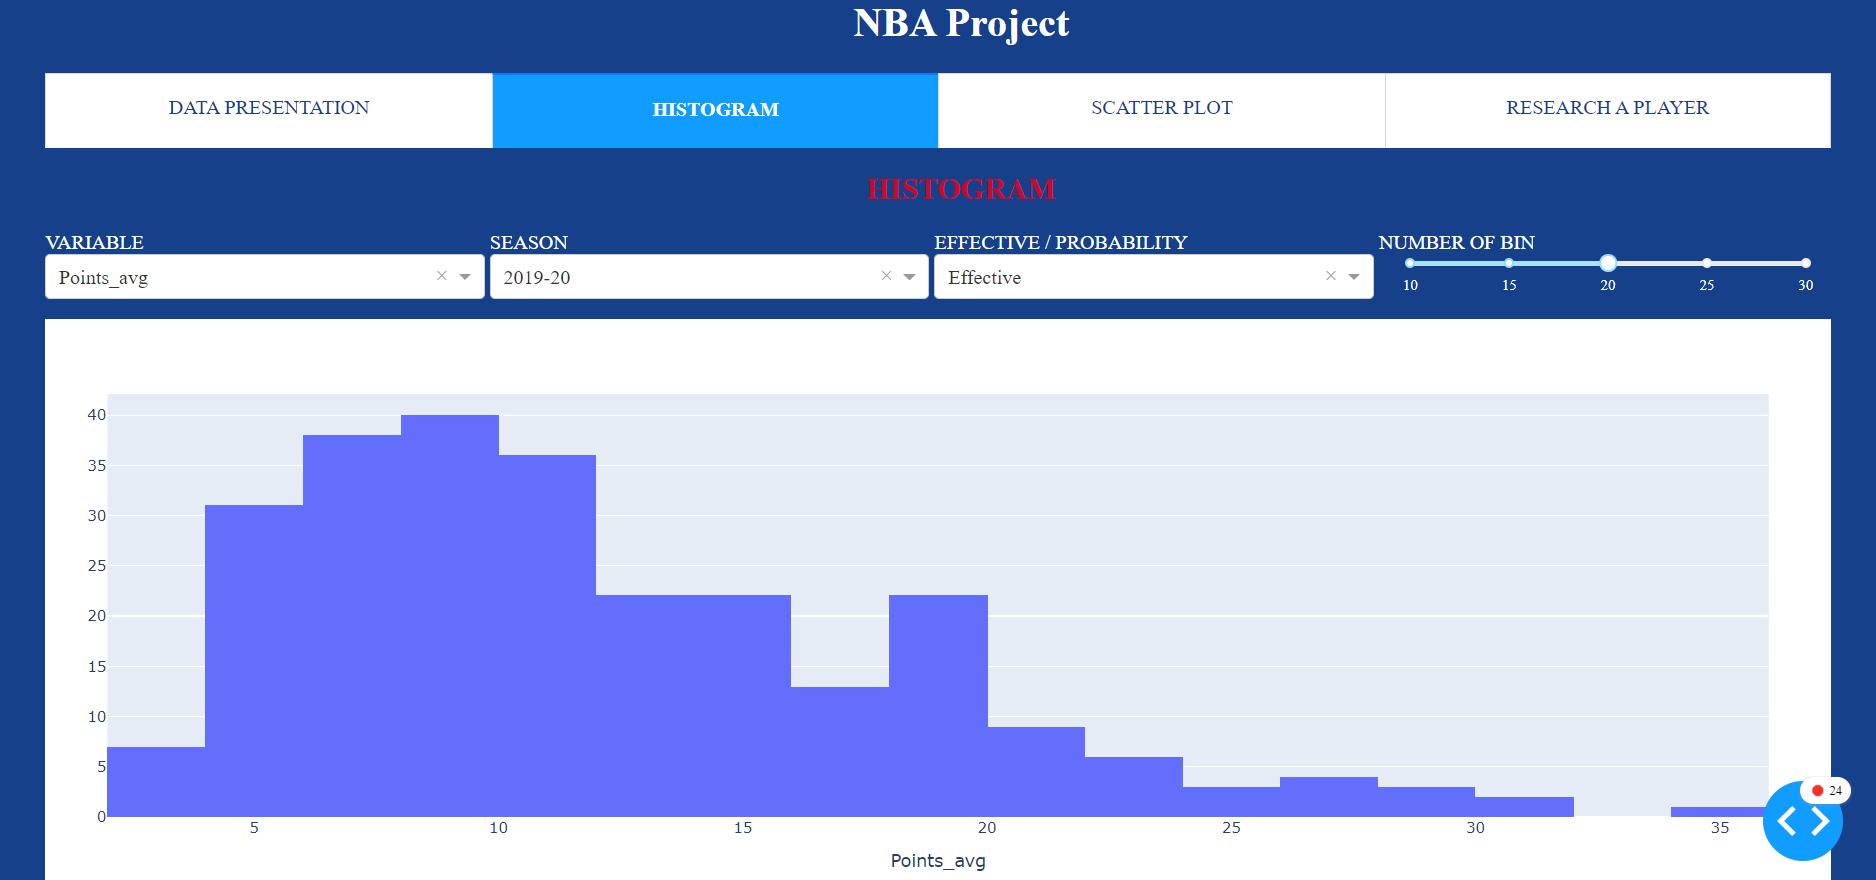 NBA Project
DATA PRESENTATION
HISTOGRAM
SCATTER PLOT
RESEARCH A PLAYER
HISTOGRAM
VARIABLE
SEASON
EFFECTIVE / PROBABILITY
NUMBER OF BIN
Points_avg × 
2019-20 ×
Effective ×
10 15 20 25 30
40
35
30
25
20
15
10
5
0
5 10 15 20 25 30 35
Points_avg
24